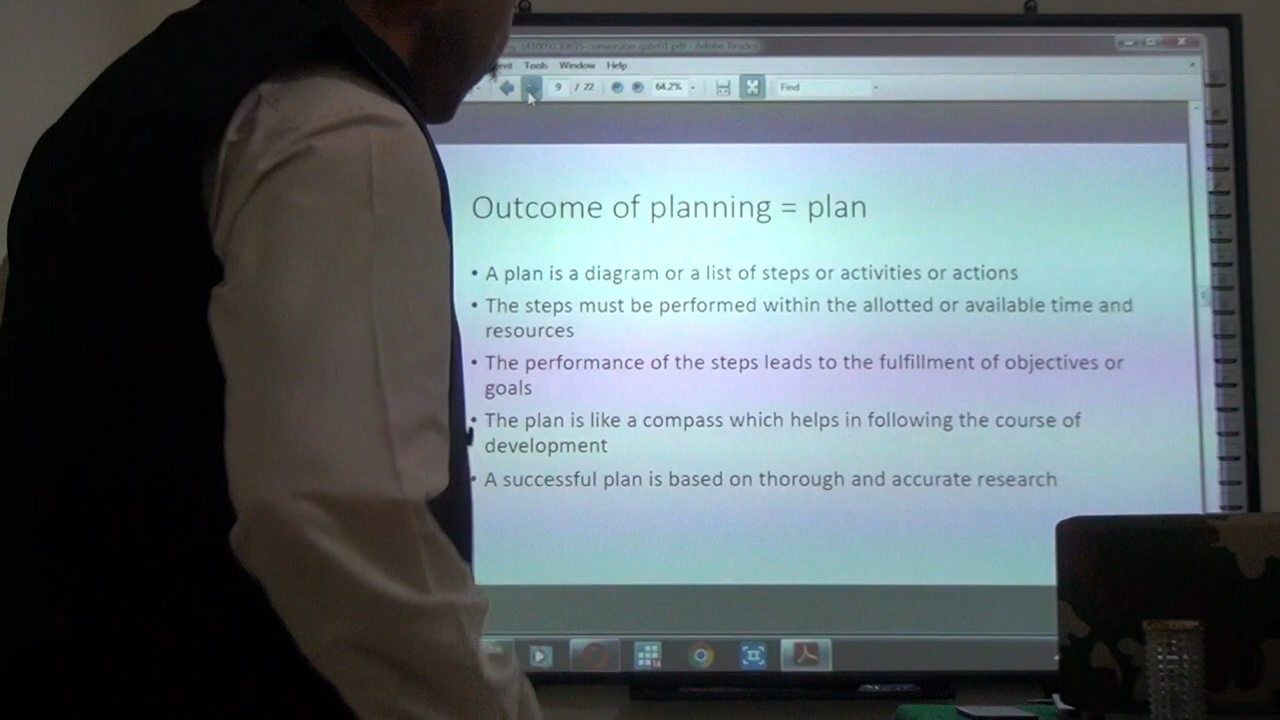 Tools Window Help
9 / 22 64.2% Find
Outcome of planning = plan
• A plan is a diagram or a list of steps or activities or actions
• The steps must be performed within the allotted or available time and
resources
• The performance of the steps leads to the fulfillment of objectives or
goals
• The plan is like a compass which helps in following the course of
development
• A successful plan is based on thorough and accurate research